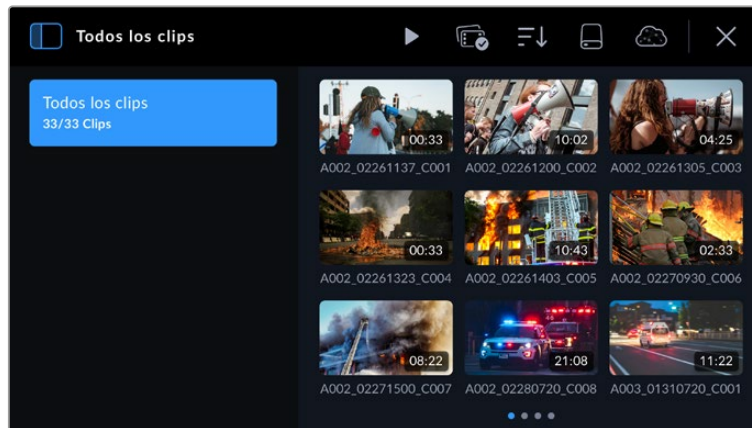 Todos los clips
Todos los clips
33/33 Clips
00:33
10:02
04:25
A002_02261137_C001
A002_02261200_C002
A002_02261305_C003
00:33
10:43
02:33
A002_02261323_C004
A002_02261403_C005
A002_02270930_C006
08:22
21:08
11:22
A002_02271500_C007
A002_02280720_C008
A003_01310720_C001